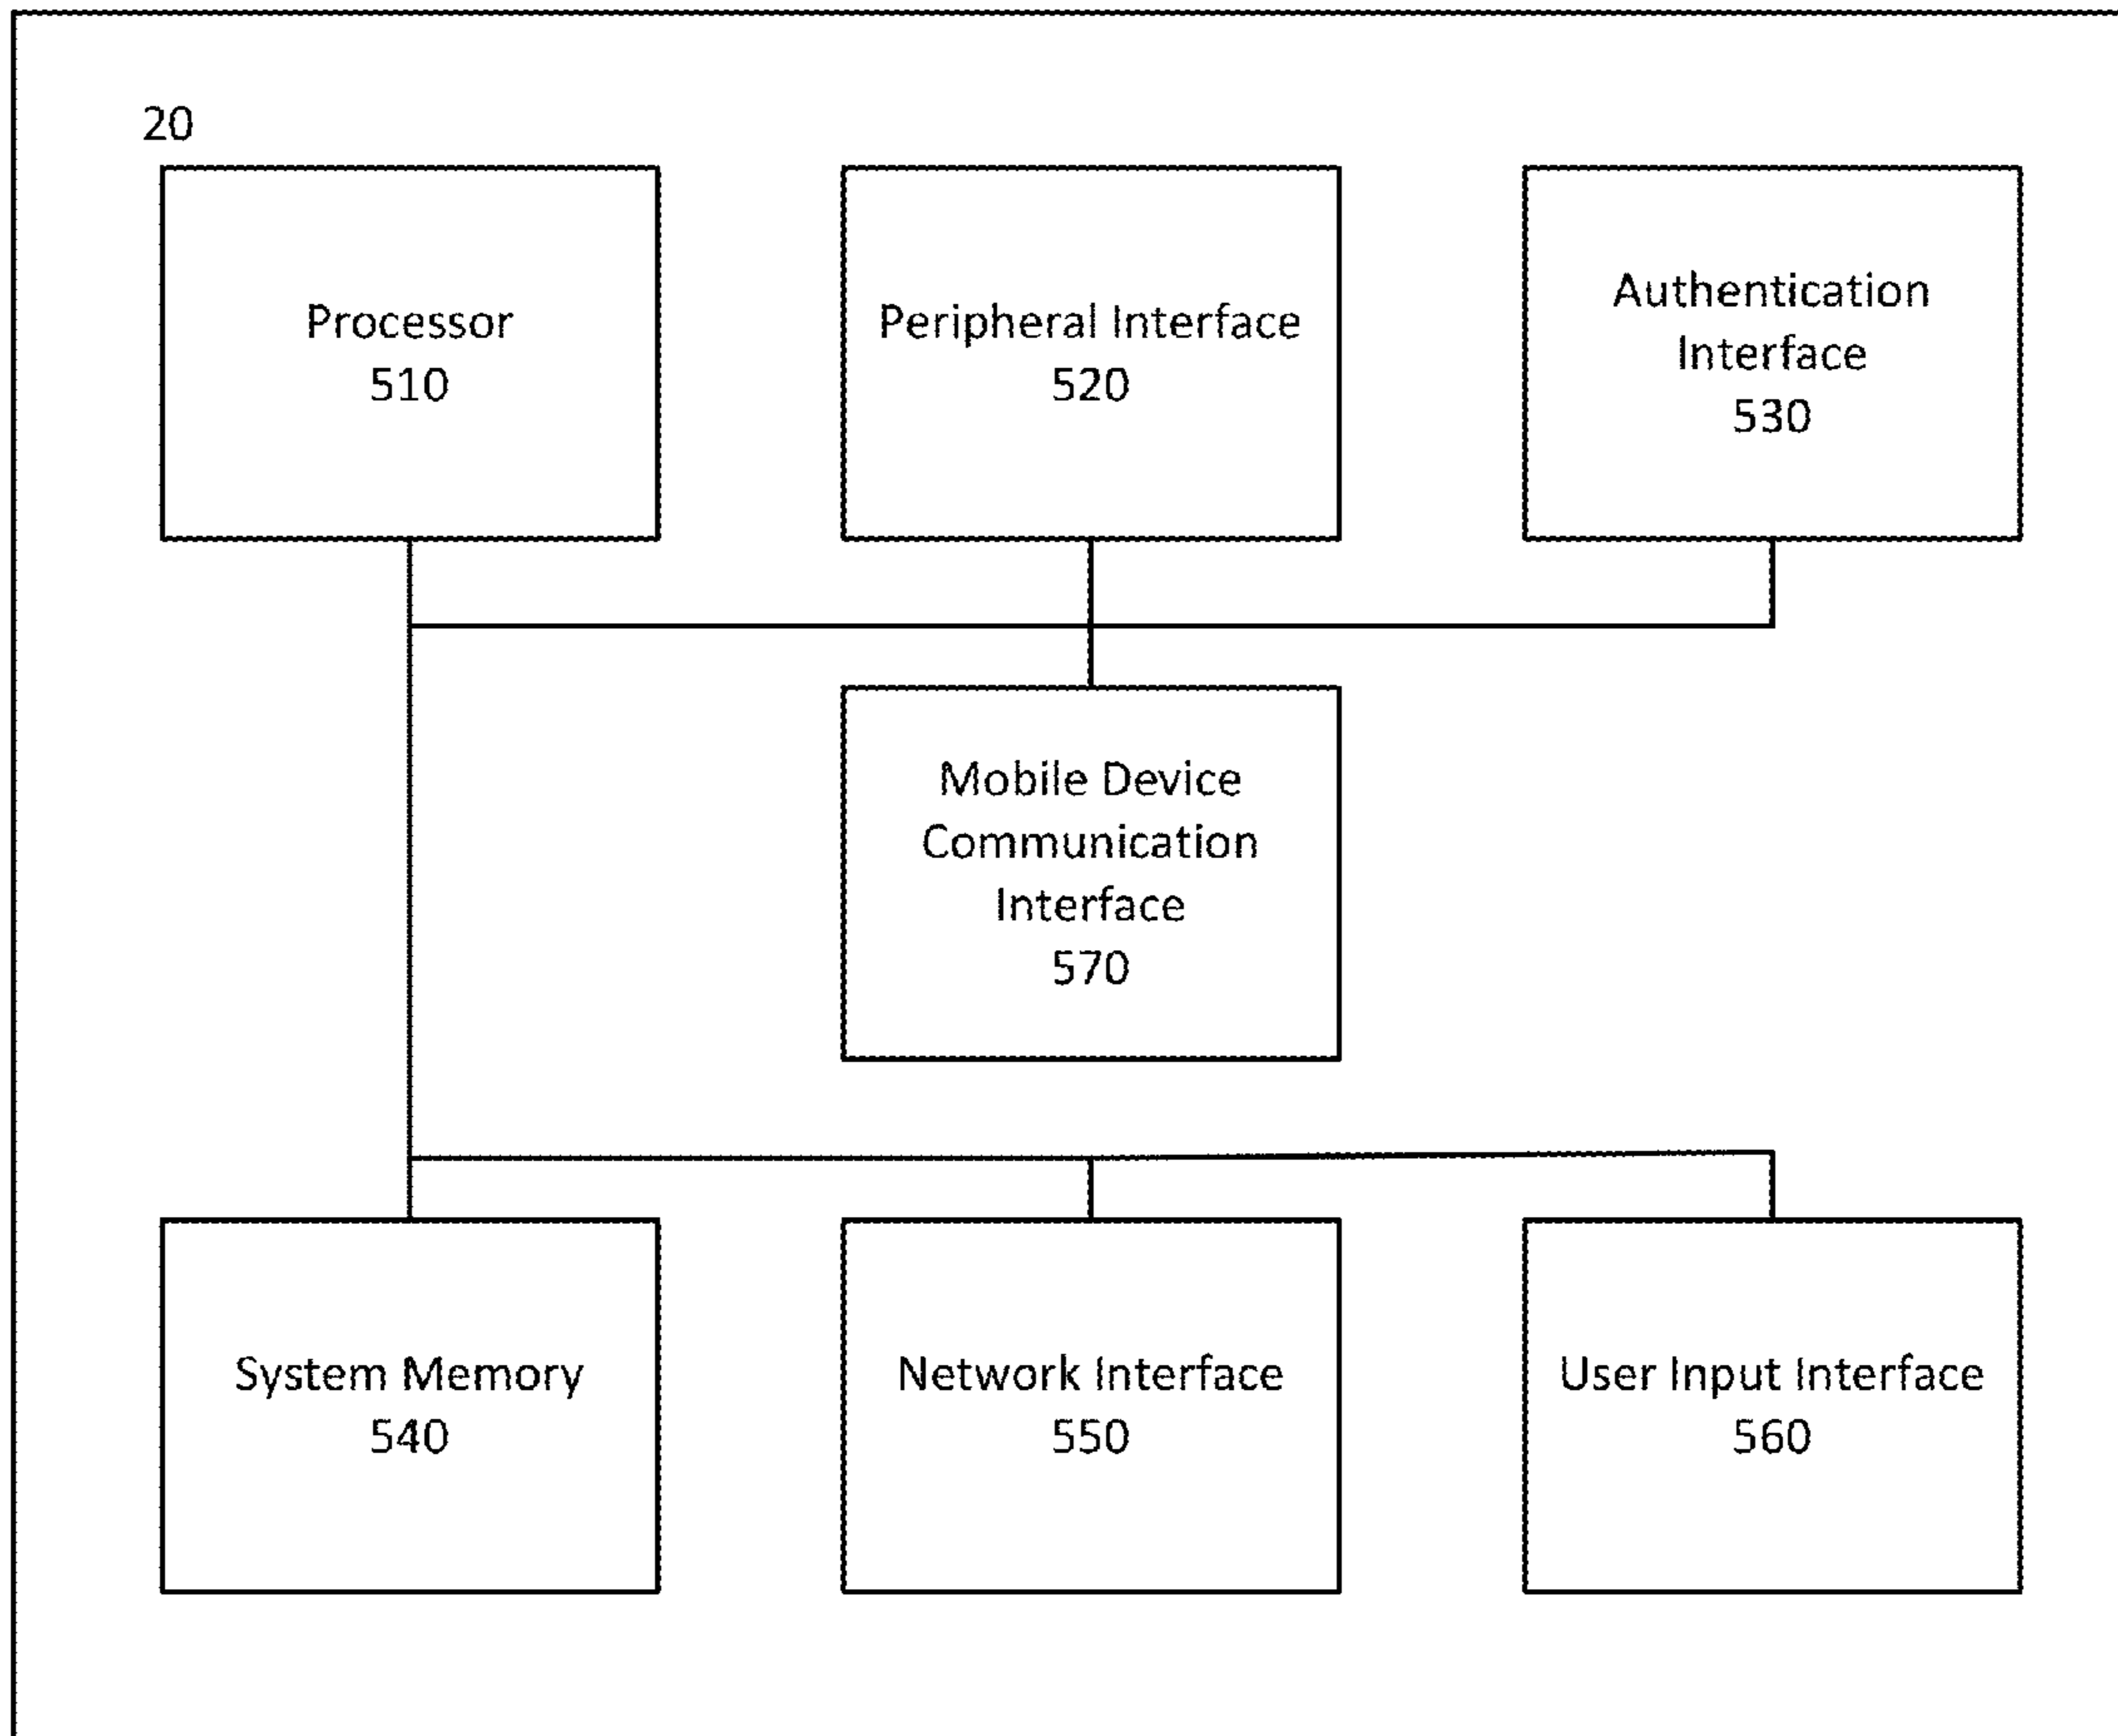 20
Processor
510
Peripheral Interface
520
Authentication
Interface
530
Mobile Device
Communication
Interface
570
System Memory
540
Network Interface
550
User Input Interface
560